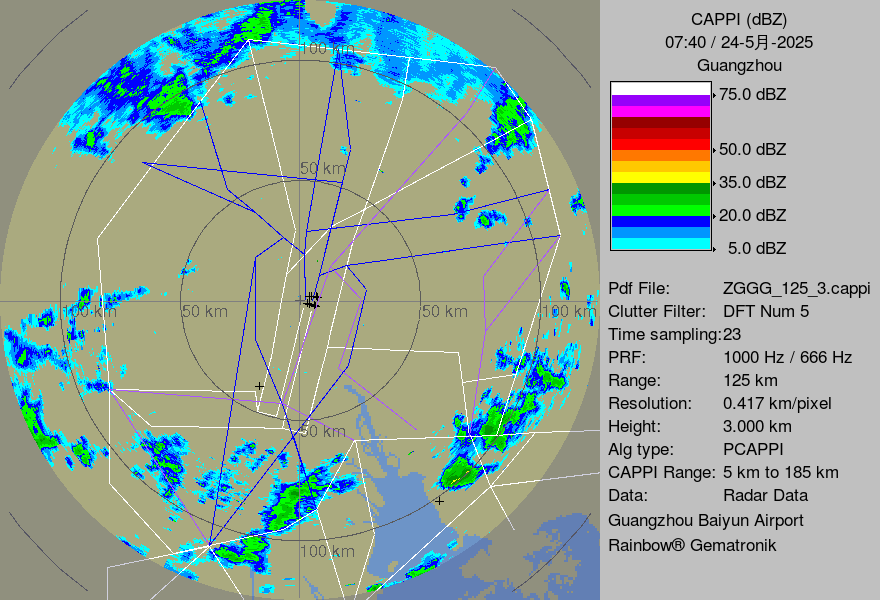 CAPPI (dBZ)
07:40 / 24-5月-2025
Guangzhou
75.0 dBZ
50.0 dBZ
35.0 dBZ
20.0 dBZ
5.0 dBZ
Pdf File: ZGGG_125_3.cappi
Clutter Filter: DFT Num 5
Time sampling:23
PRF: 1000 Hz / 666 Hz
Range: 125 km
Resolution: 0.417 km/pixel
Height: 3.000 km
Alg type: PCAPPI
CAPPI Range: 5 km to 185 km
Data: Radar Data
Guangzhou Baiyun Airport
Rainbow® Gematronik
100 km
50 km
100 km
50 km
50 km
100 km
50 km
100 km